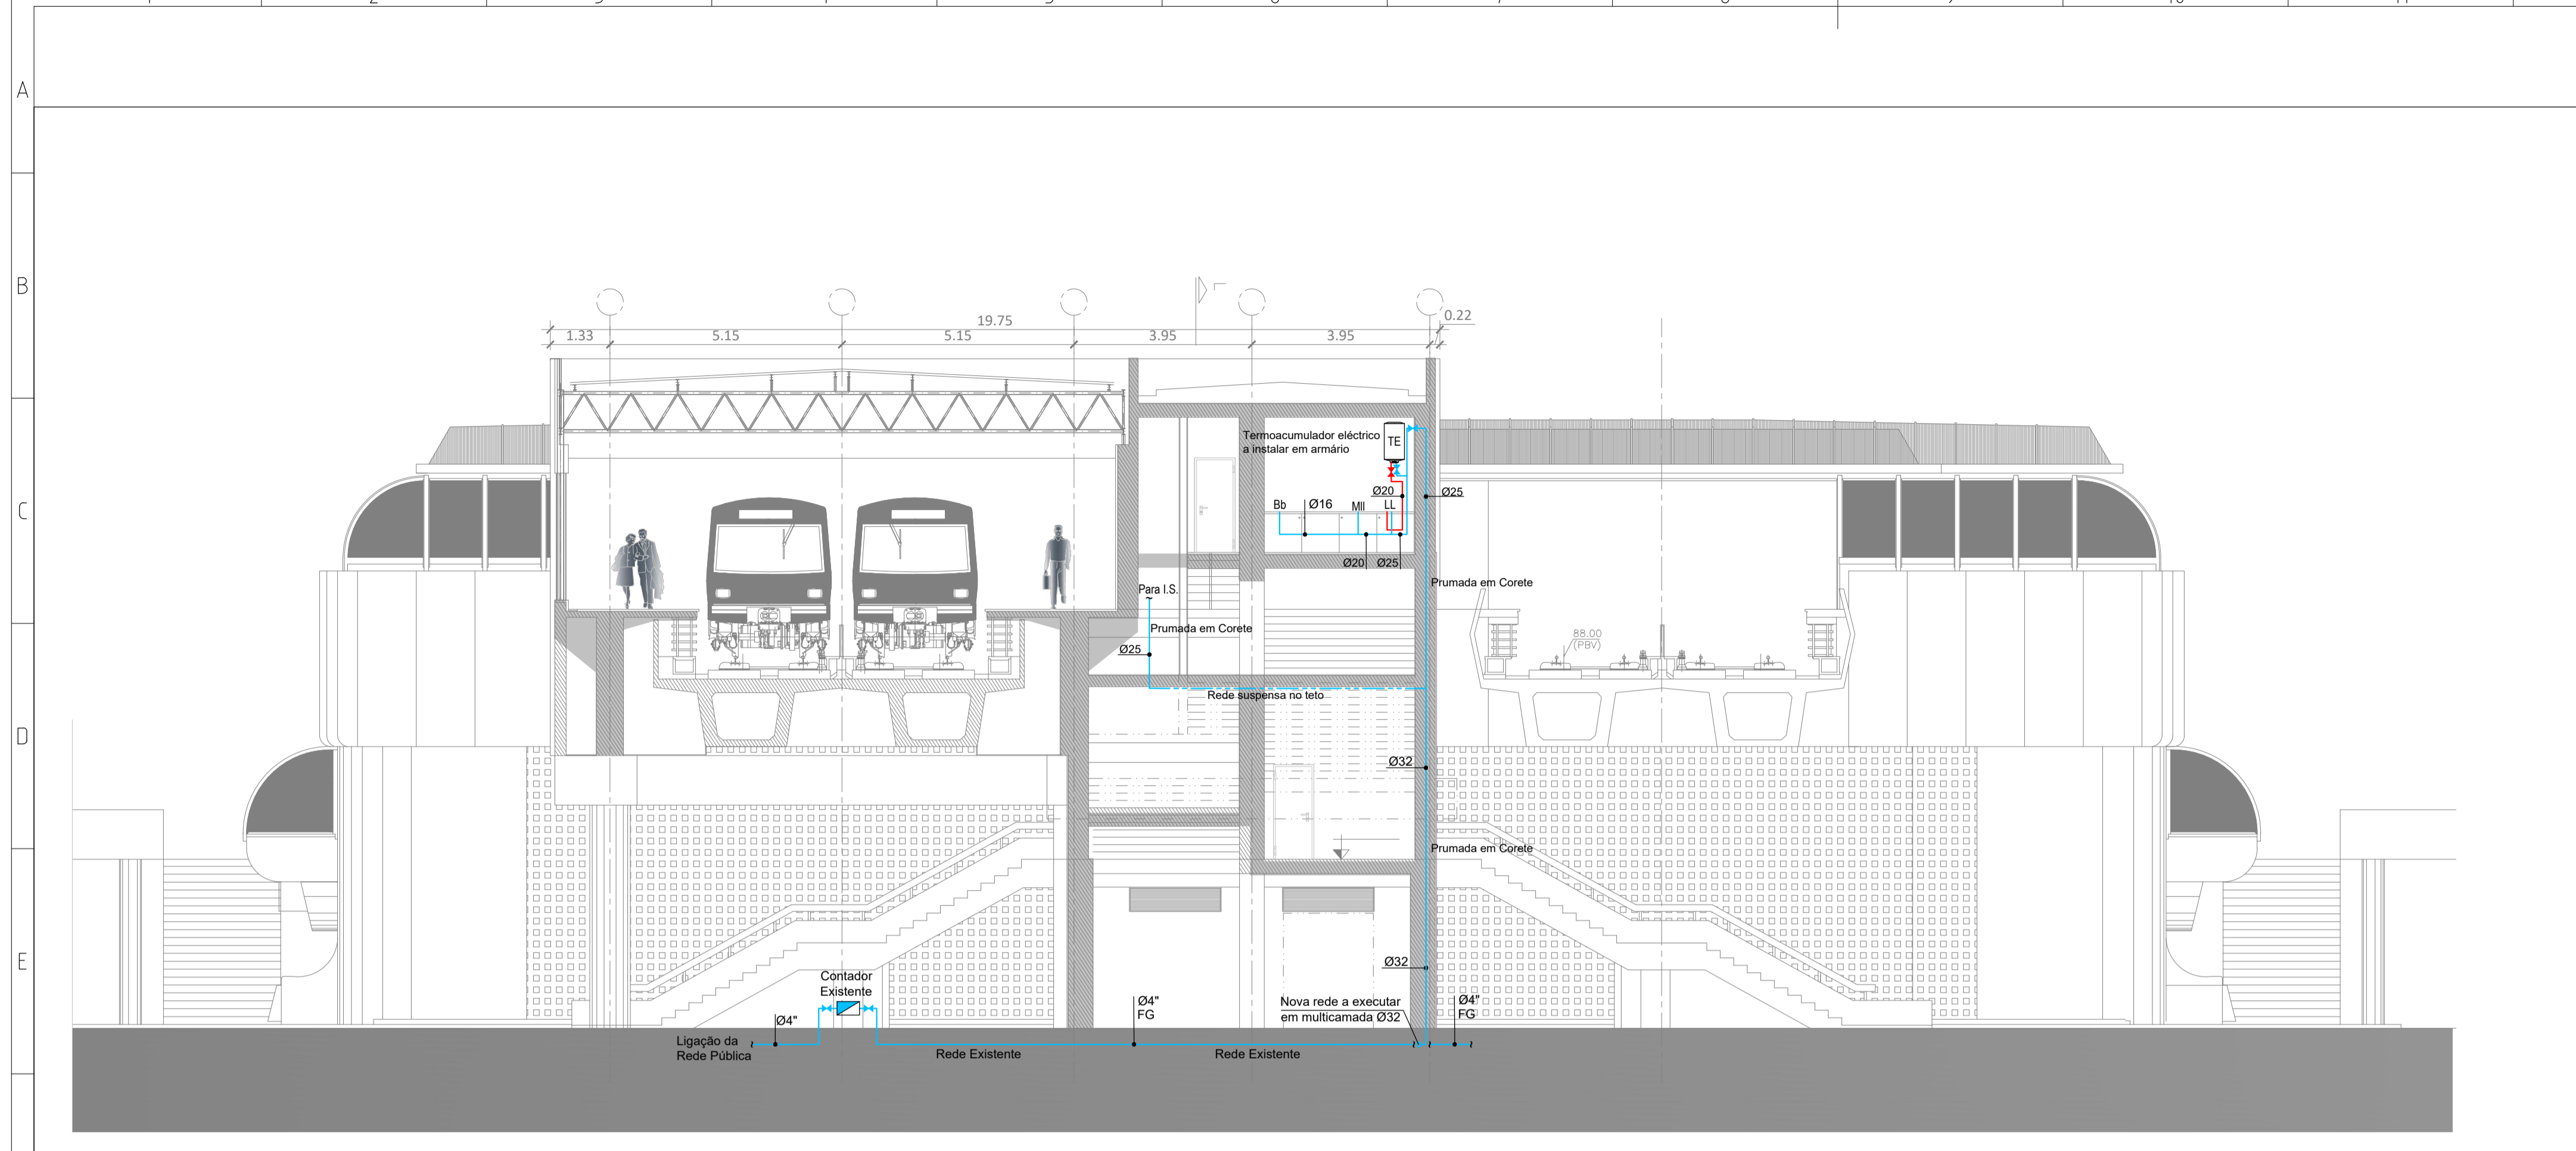 A
B
19.75
0.22
1.33
5.15
5.15
3.95
3.95
Termoacumulador eléctrico
a instalar em armário
TE
C
Ø20
Ø25
Bb
Ø16
Mll
LL
Ø20
Ø25
Prumada em Corete
Para I.S.
Prumada em Corete
88.00
(PBV)
Ø25
Rede suspensa no teto
D
Ø32
Prumada em Corete
E
Ø32
Contador
Existente
Ø4"
FG
Nova rede a executar
em multicamada Ø32
Ø4"
FG
Ø4"
Ligação da
Rede Pública
Rede Existente
Rede Existente